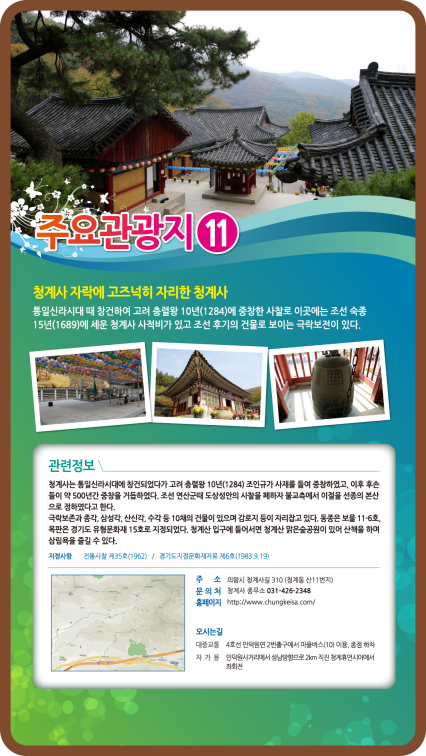 주요관광지 11
청계사 자락에 고즈넉히 자리한 청계사
통일신라시대 때 창건하여 고려 충렬왕 10년(1284)에 중창한 사찰로 이곳에는 조선 숙종
15년(1689)에 세운 청계사 사적비가 있고 조선 후기의 건물로 보이는 극락보전이 있다.
관련정보
청계사는 통일신라시대에 창건되었다가 고려 충렬왕 10년(1284) 조인규가 사재를 들여 중창하였고, 이후 후손
들이 약 500년간 중창을 거듭하였다. 조선 연산군때 도상성안의 사찰을 폐하자 불교측에서 이절을 선종의 본산
으로 정하였다고 한다.
극락보존과 종각, 삼성각, 산신각, 수각 등 10채의 건물이 있으며 감로지 등이 자리잡고 있다. 동종은 보물 11-6호,
목판은 경기도 유형문화재 15호로 지정되었다. 청계산 입구에 들어서면 청계산 맑은숲공원이 있어 산책을 하며
삼림욕을 즐길 수 있다.
지정사항 전통사찰 제35호(1962) / 경기도지정문화재자료 제6호(1983.9.19)
주 소 의왕시 청계사길 310 (청계동 산11번지)
문 의 처 청계사 종무소 031-426-2348
홈페이지 http://www.chungkeisa.com/
오시는길
대중교통 4호선 인덕원면 2번출구에서 마을버스(10) 이용, 종점 하차
자 가 용 인덕원사거리에서 성남방향으로 2km 직진 청계휴먼시아에서
좌회전